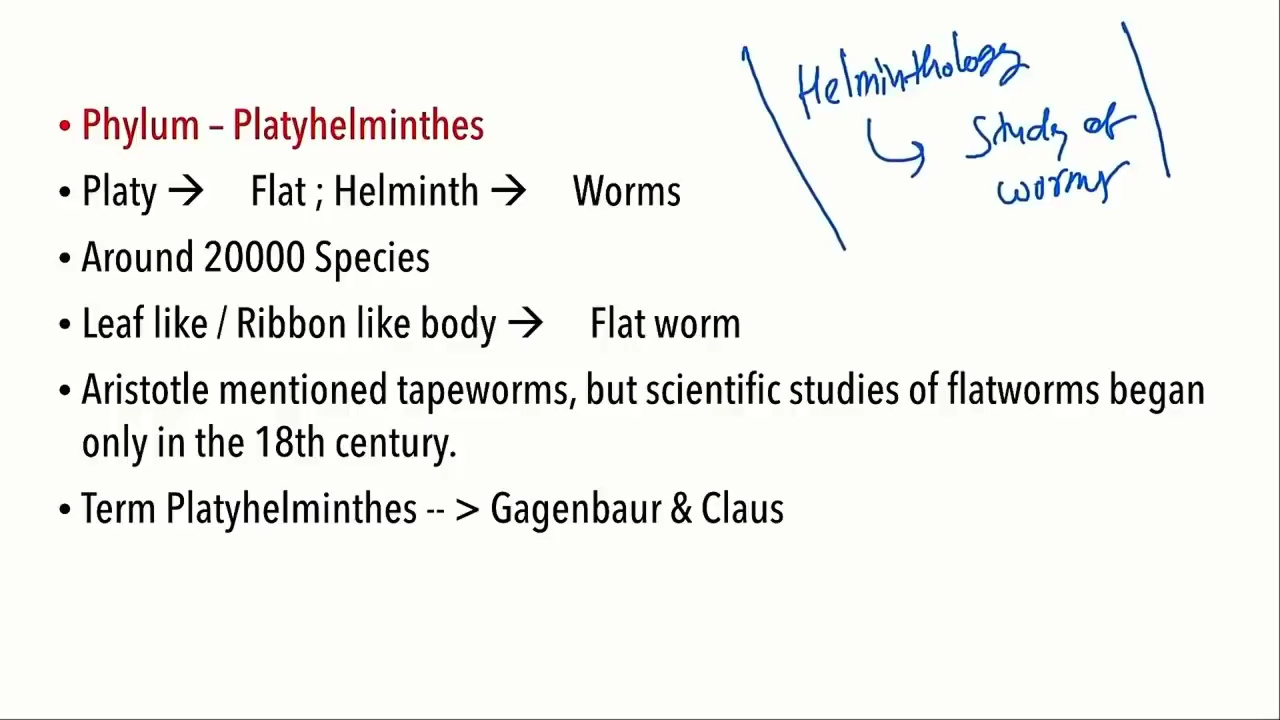 • Phylum – Platyhelminthes
• Platy → Flat ; Helminth → Worms
• Around 20000 Species
• Leaf like / Ribbon like body → Flat worm
• Aristotle mentioned tapeworms, but scientific studies of flatworms began
only in the 18th century.
• Term Platyhelminthes -- > Gagenbaur & Claus
Helminthology
↳ Study of
worms